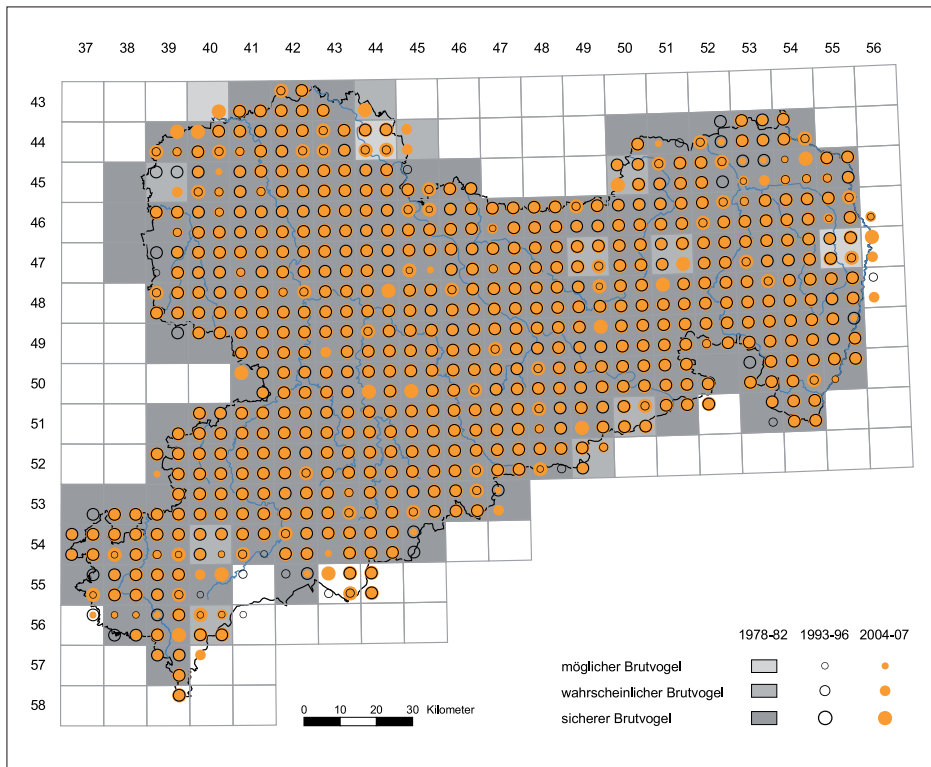 37 38 39 40 41 42 43 44 45 46 47 48 49 50 51 52 53 54 55 56
43
44
45
46
47
48
49
50
51
52
53
54
55
56
57
58
1978-82 1993-96 2004-07
möglicher Brutvogel
wahrscheinlicher Brutvogel
sicherer Brutvogel
0 10 20 30 Kilometer